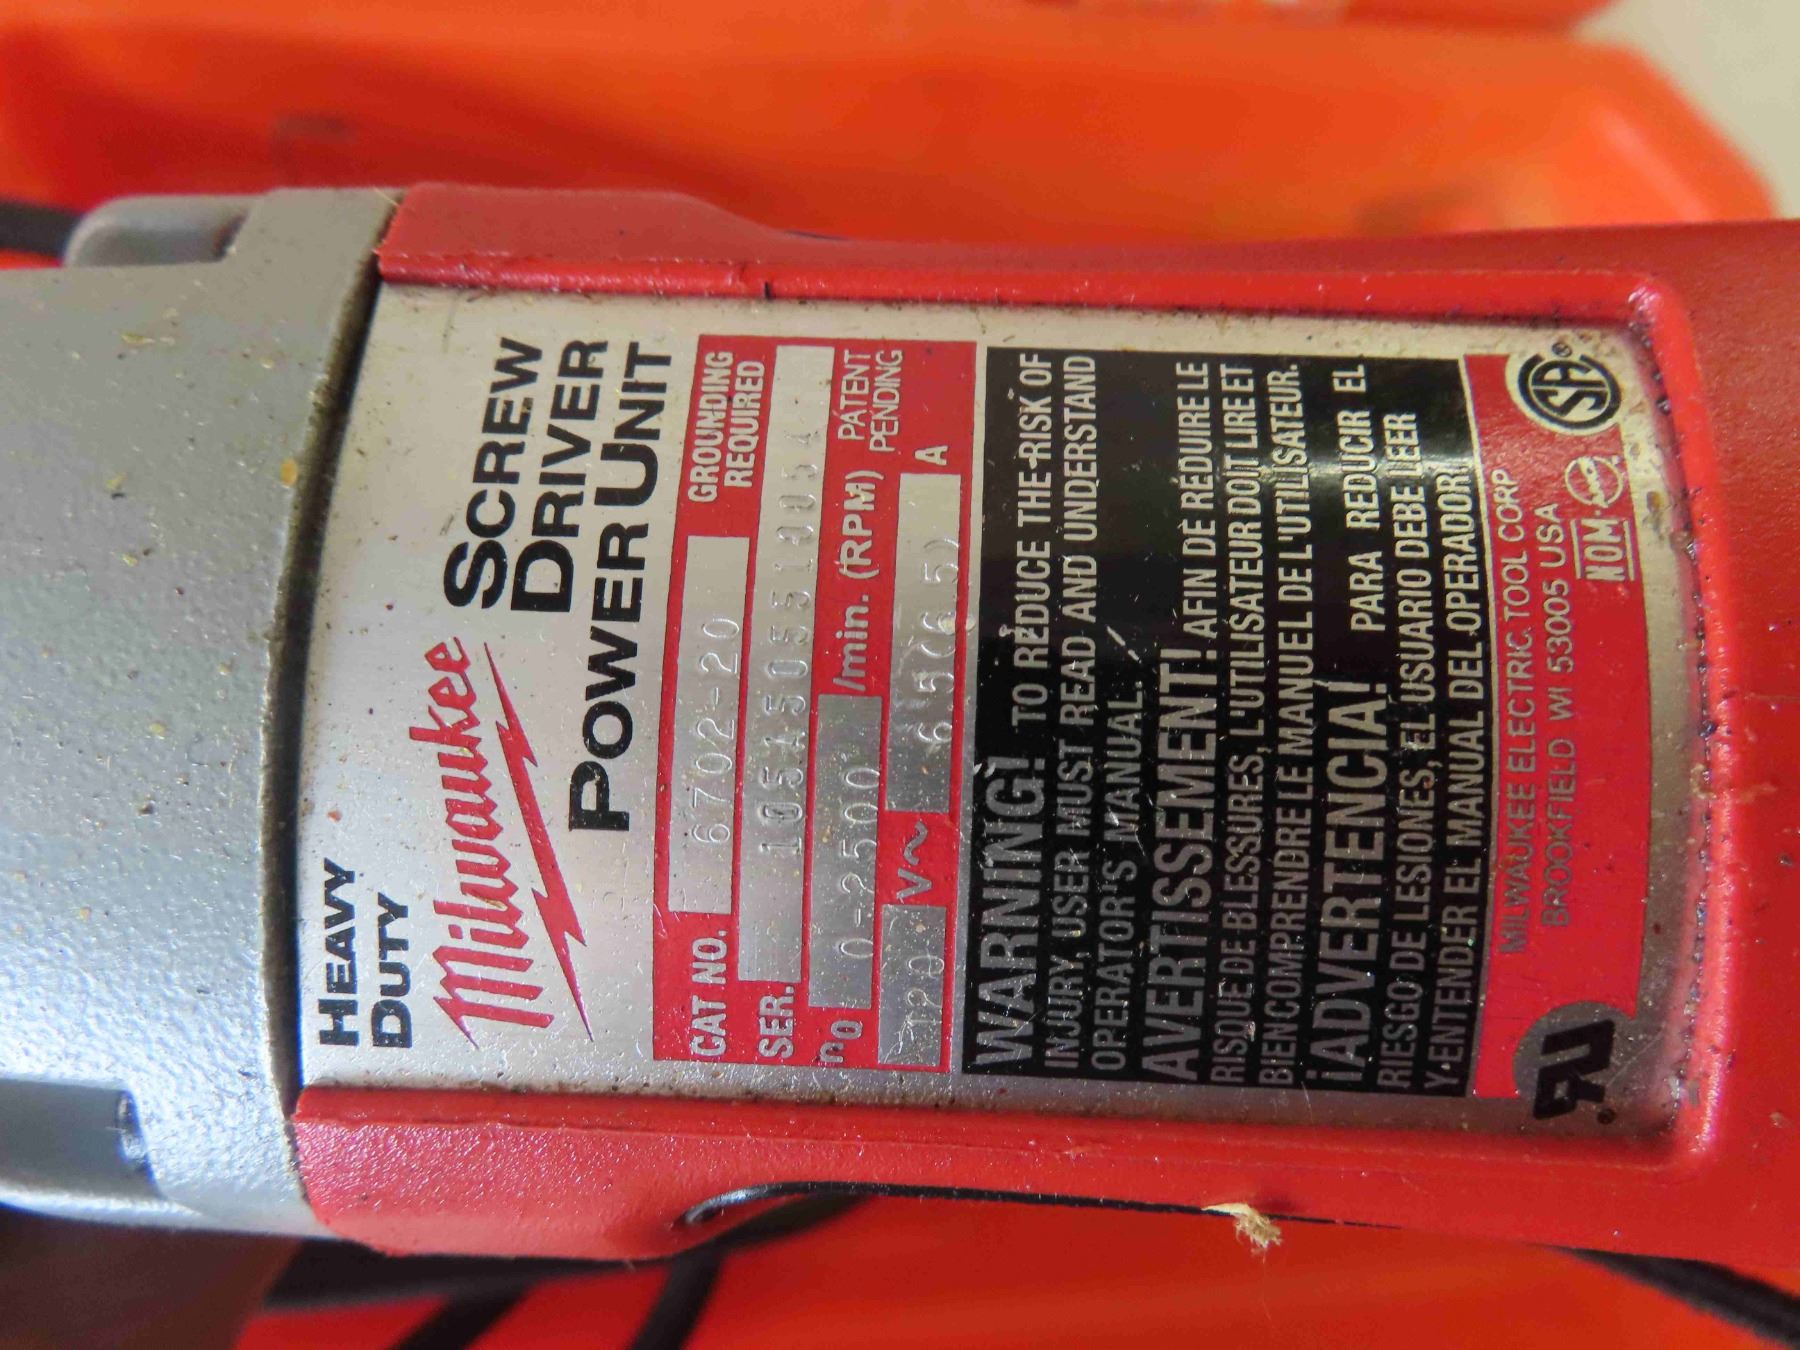 HEAVY
DUTY
Milwaukee
SCREW
DRIVER
POWER UNIT
CAT NO. 6702-20 GROUNDING
REQUIRED
SER.
n0 0-2500 /min. (RPM) PATENT
PENDING
120 V~ A
WARNING! TO REDUCE THE RISK OF
INJURY, USER MUST READ AND UNDERSTAND
OPERATOR'S MANUAL.
¡AVERTISSEMENT! AFIN DE RÉDUIRE LE
RISQUE DE BLESSURES, L'UTILISATEUR DOIT LIRE ET
BIEN COMPRENDRE LE MANUEL DE L'UTILISATEUR.
¡ADVERTENCIA! PARA REDUCIR EL
RIESGO DE LESIONES, EL USUARIO DEBE LEER
Y ENTENDER EL MANUAL DEL OPERADOR!
MILWAUKEE ELECTRIC TOOL CORP
BROOKFIELD WI 53005 USA
NOM
SA®